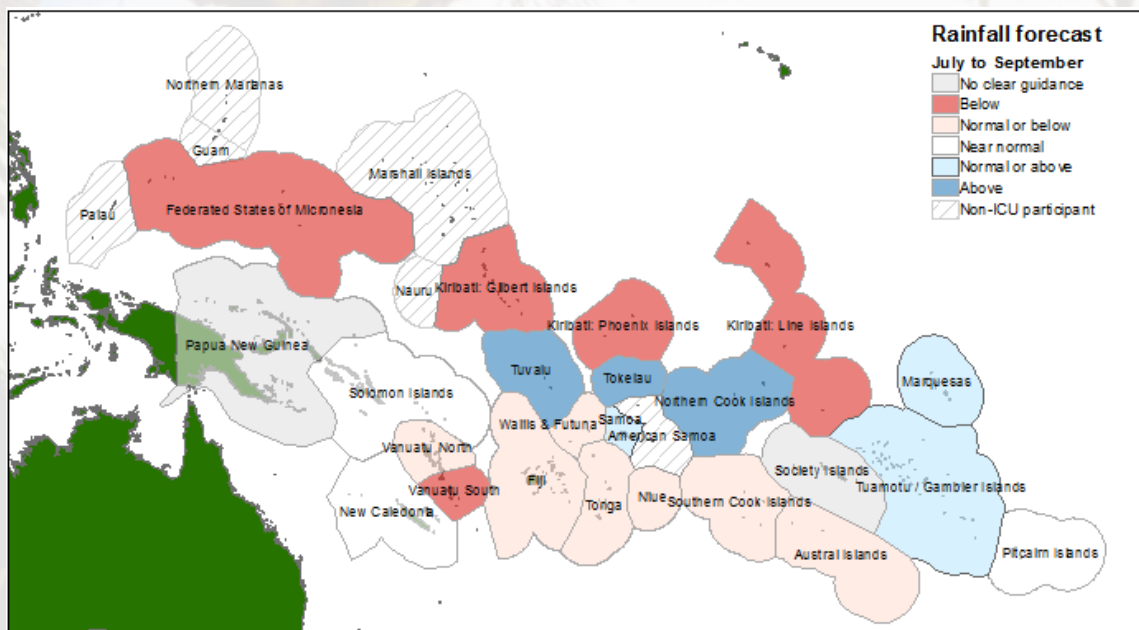 Rainfall forecast
July to September
No clear guidance
Below
Normal or below
Near normal
Normal or above
Above
Non-ICU participant
Northern Marianas
Guam
Marshall Islands
Palau
Federated States of Micronesia
Nauru
Kiribati: Gilbert Islands
Kiribati: Phoenix Islands
Kiribati: Line Islands
Papua New Guinea
Tuvalu
Tokelau
Marquesas
Solomon Islands
Northern Cook Islands
Wallis & Futuna
Samoa
American Samoa
Vanuatu North
Vanuatu South
Fiji
Society Islands
Tuamotu / Gambier Islands
New Caledonia
Tonga
Niue
Southern Cook Islands
Austral Islands
Pitcairn Islands